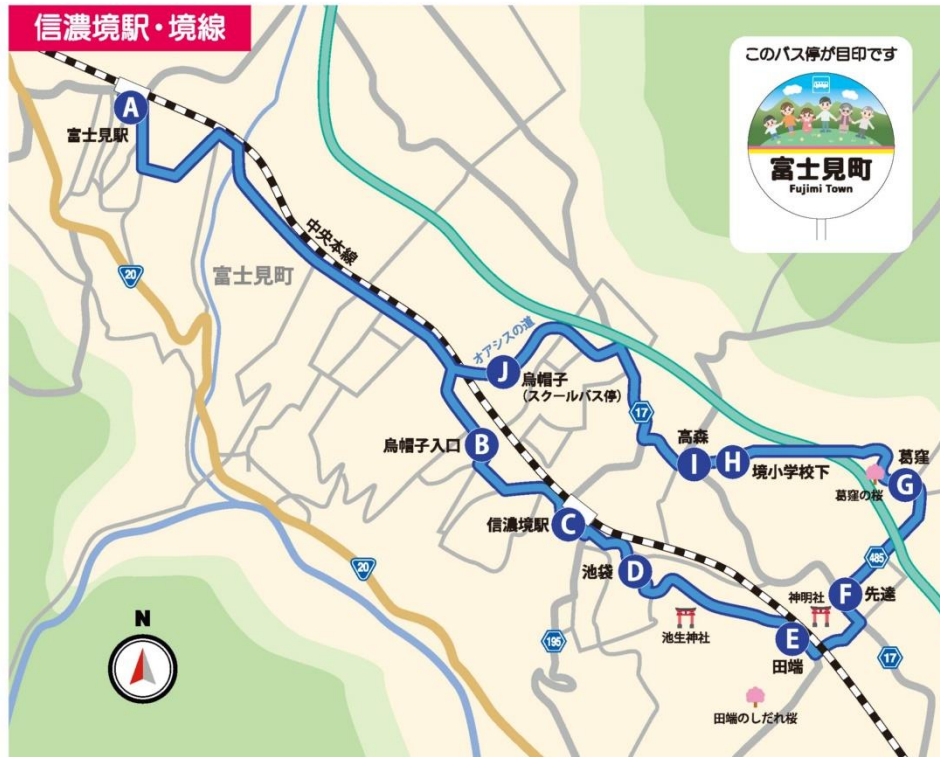 信濃境駅・境線
このバス停が目印です
富士見町
Fujimi Town
A
富士見駅
中央本線
20
富士見町
オアシスの道
J
烏帽子
(スクールバス停)
17
烏帽子入口
B
高森
I
H
境小学校下
葛窪
G
葛窪の桜
信濃境駅
C
池袋
D
485
20
神明社
F
先達
池生神社
E
田端
195
17
N
田端のしだれ桜